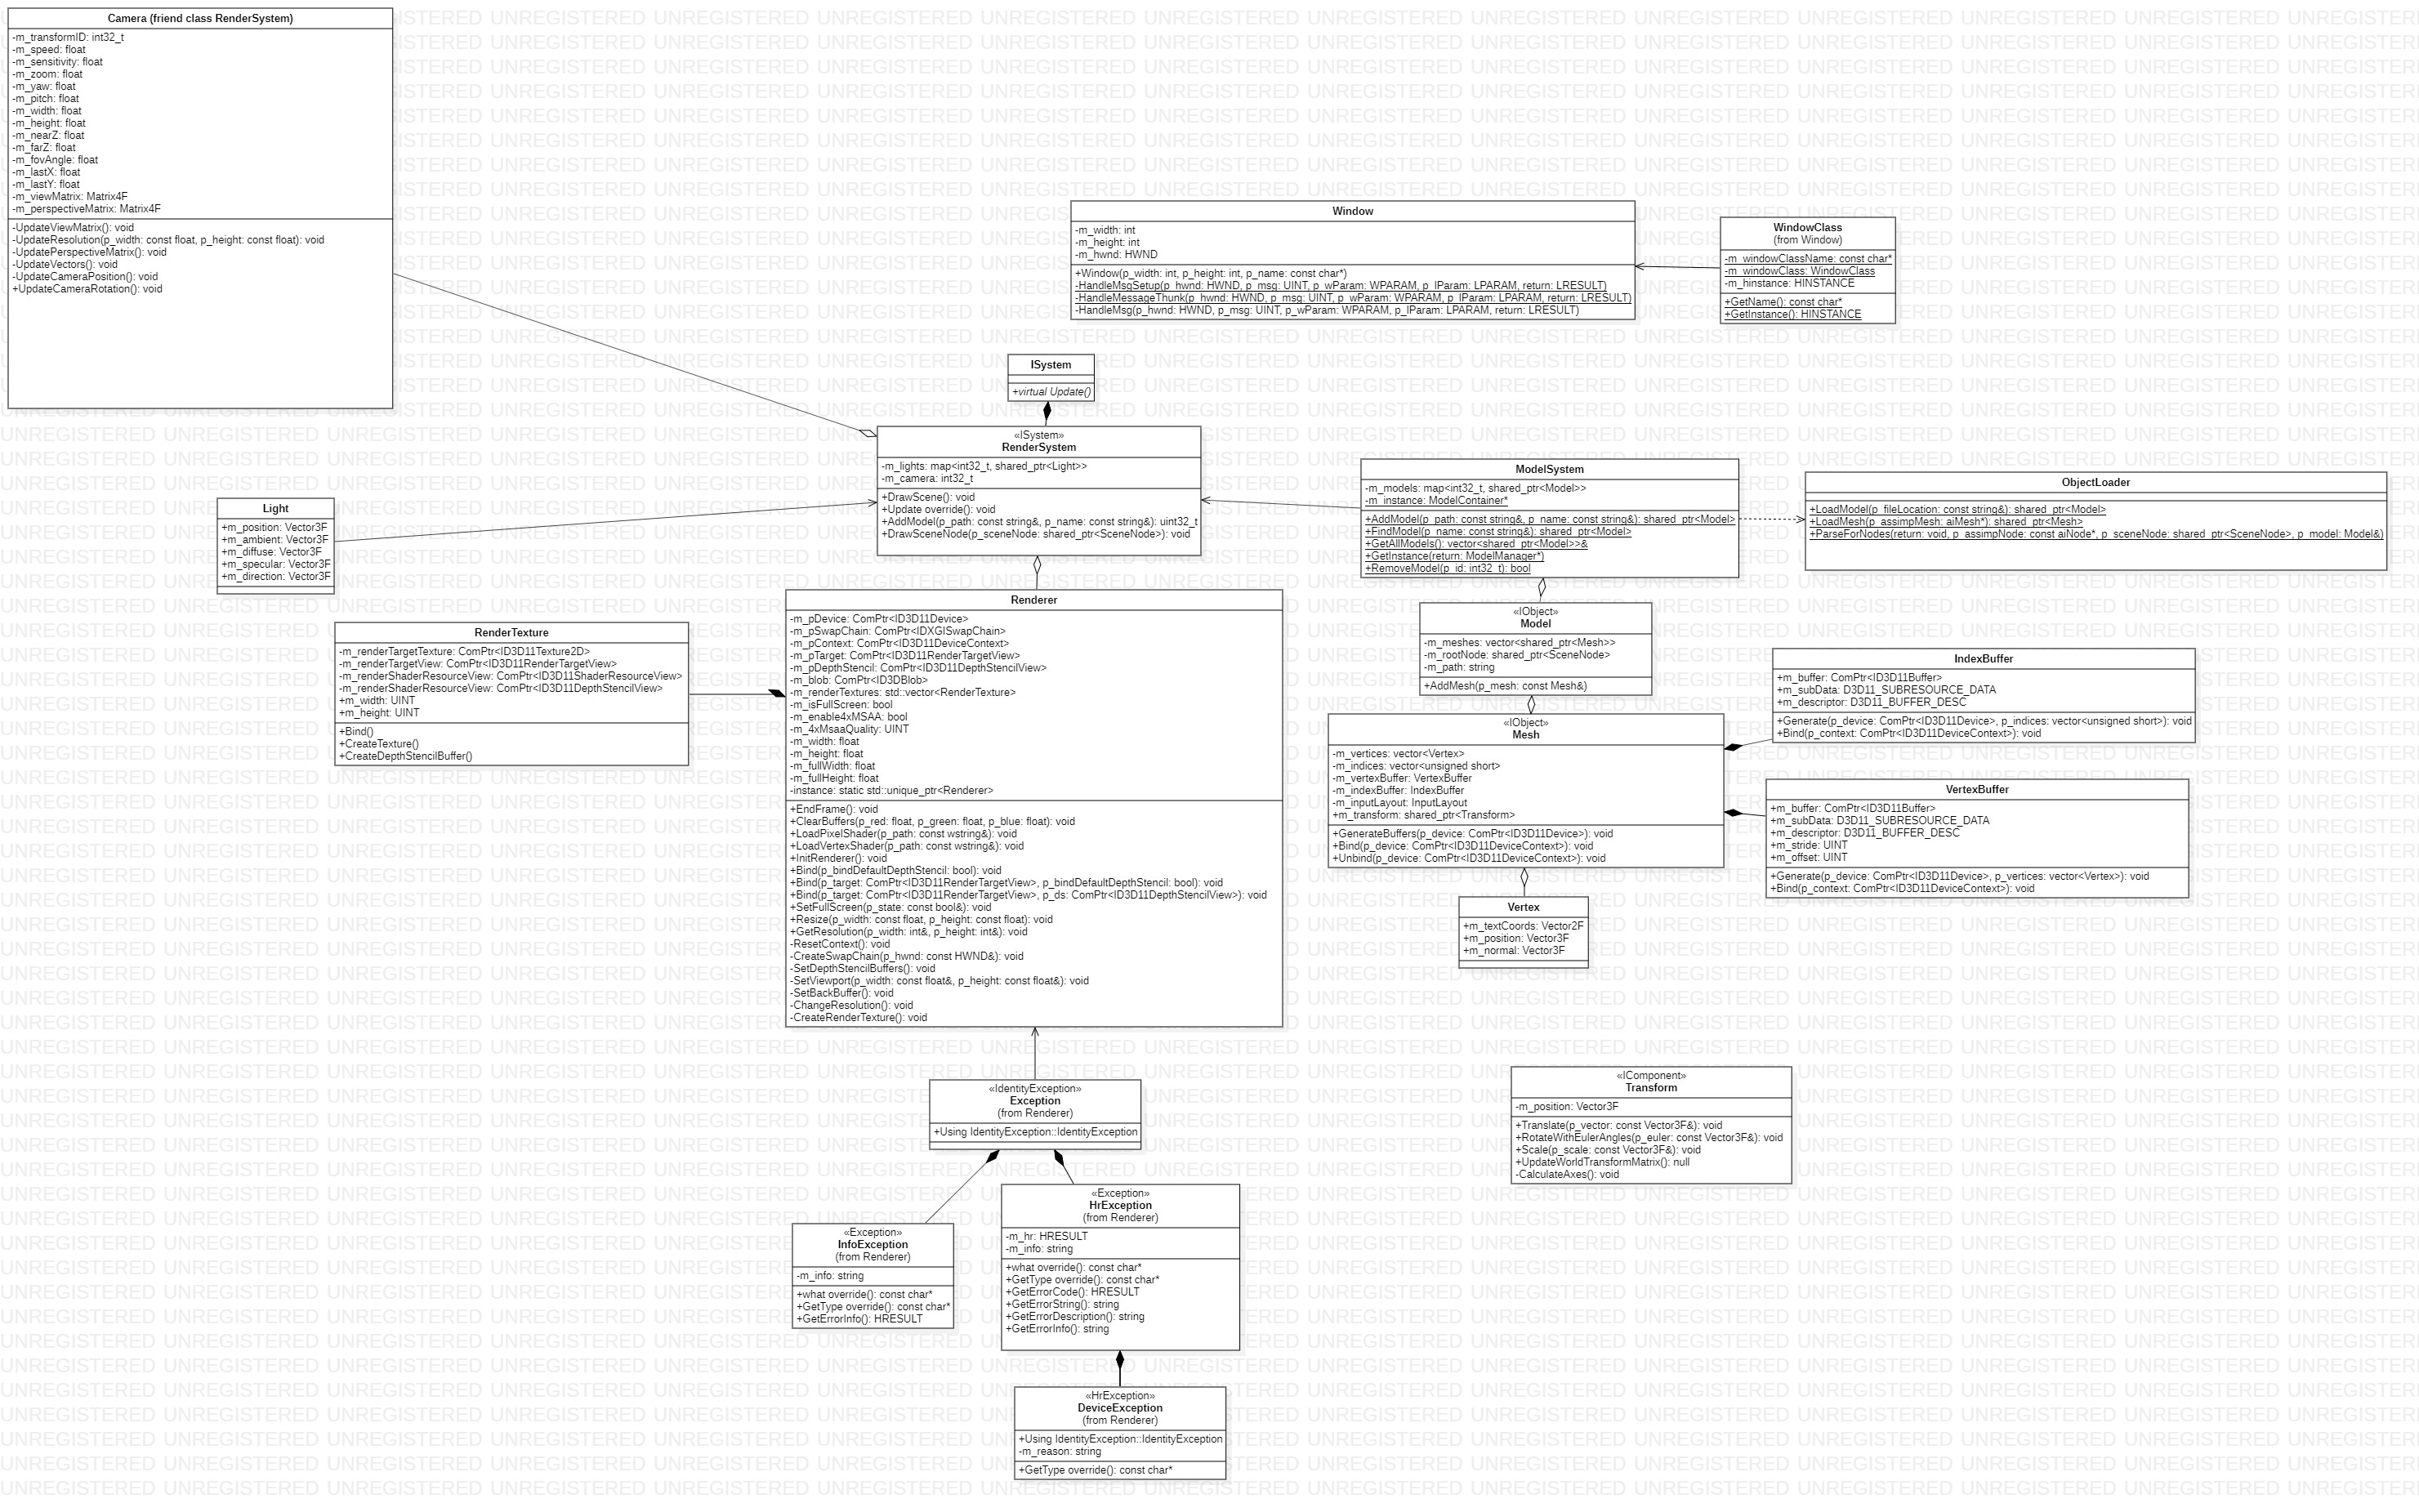 Camera (friend class RenderSystem)
-m_transformID: int32_t
-m_speed: float
-m_sensitivity: float
-m_zoom: float
-m_yaw: float
-m_pitch: float
-m_width: float
-m_height: float
-m_nearZ: float
-m_farZ: float
-m_fovAngle: float
-m_lastX: float
-m_lastY: float
-m_viewMatrix: Matrix4F
-m_perspectiveMatrix: Matrix4F
-UpdateViewMatrix(): void
-UpdateResolution(p_width: const float, p_height: const float): void
-UpdatePerspectiveMatrix(): void
-UpdateVectors(): void
-UpdateCameraPosition(): void
+UpdateCameraRotation(): void
Window
-m_width: int
-m_height: int
-m_hwnd: HWND
+Window(p_width: int, p_height: int, p_name: const char*)
-HandleMsgSetup(p_hwnd: HWND, p_msg: UINT, p_wParam: WPARAM, p_lParam: LPARAM, return: LRESULT)
-HandleMessageThunk(p_hwnd: HWND, p_msg: UINT, p_wParam: WPARAM, p_lParam: LPARAM, return: LRESULT)
-HandleMsg(p_hwnd: HWND, p_msg: UINT, p_wParam: WPARAM, p_lParam: LPARAM, return: LRESULT)
WindowClass
(from Window)
-m_windowClassName: const char*
-m_windowClass: WindowClass
-m_hinstance: HINSTANCE
+GetName(): const char*
+GetInstance(): HINSTANCE
ISystem
+virtual Update()
«ISystem»
RenderSystem
-m_lights: map<int32_t, shared_ptr<Light>>
-m_camera: int32_t
+DrawScene(): void
+Update override(): void
+AddModel(p_path: const string&, p_name: const string&): uint32_t
+DrawSceneNode(p_sceneNode: shared_ptr<SceneNode>): void
ModelSystem
-m_models: map<int32_t, shared_ptr<Model>>
-m_instance: ModelContainer*
+AddModel(p_path: const string&, p_name: const string&): shared_ptr<Model>
+FindModel(p_name: const string&): shared_ptr<Model>
+GetAllModels(): vector<shared_ptr<Model>>&
+GetInstance(return: ModelManager*)
+RemoveModel(p_id: int32_t): bool
ObjectLoader
+LoadModel(p_fileLocation: const string&): shared_ptr<Model>
+LoadMesh(p_assimpMesh: aiMesh*): shared_ptr<Mesh>
+ParseForNodes(return: void, p_assimpNode: const aiNode*, p_sceneNode: shared_ptr<SceneNode>, p_model: Model&)
Light
+m_position: Vector3F
+m_ambient: Vector3F
+m_diffuse: Vector3F
+m_specular: Vector3F
+m_direction: Vector3F
RenderTexture
-m_renderTargetTexture: ComPtr<ID3D11Texture2D>
-m_renderTargetView: ComPtr<ID3D11RenderTargetView>
-m_renderShaderResourceView: ComPtr<ID3D11ShaderResourceView>
-m_renderShaderResourceView: ComPtr<ID3D11DepthStencilView>
+m_width: UINT
+m_height: UINT
+Bind()
+CreateTexture()
+CreateDepthStencilBuffer()
Renderer
-m_pDevice: ComPtr<ID3D11Device>
-m_pSwapChain: ComPtr<IDXGISwapChain>
-m_pContext: ComPtr<ID3D11DeviceContext>
-m_pTarget: ComPtr<ID3D11RenderTargetView>
-m_pDepthStencil: ComPtr<ID3D11DepthStencilView>
-m_blob: ComPtr<ID3DBlob>
-m_renderTextures: std::vector<RenderTexture>
-m_isFullScreen: bool
-m_enable4xMSAA: bool
-m_4xMsaaQuality: UINT
-m_width: float
-m_height: float
-m_fullWidth: float
-m_fullHeight: float
-instance: static std::unique_ptr<Renderer>
+EndFrame(): void
+ClearBuffers(p_red: float, p_green: float, p_blue: float): void
+LoadPixelShader(p_path: const wstring&): void
+LoadVertexShader(p_path: const wstring&): void
+InitRenderer(): void
+Bind(p_bindDefaultDepthStencil: bool): void
+Bind(p_target: ComPtr<ID3D11RenderTargetView>, p_bindDefaultDepthStencil: bool): void
+Bind(p_target: ComPtr<ID3D11RenderTargetView>, p_ds: ComPtr<ID3D11DepthStencilView>): void
+SetFullScreen(p_state: const bool&): void
+Resize(p_width: const float, p_height: const float): void
+GetResolution(p_width: int&, p_height: int&): void
-ResetContext(): void
-CreateSwapChain(p_hwnd: const HWND&): void
-SetDepthStencilBuffers(): void
-SetViewport(p_width: const float&, p_height: const float&): void
-SetBackBuffer(): void
-ChangeResolution(): void
-CreateRenderTexture(): void
«IObject»
Model
-m_meshes: vector<shared_ptr<Mesh>>
-m_rootNode: shared_ptr<SceneNode>
-m_path: string
+AddMesh(p_mesh: const Mesh&)
«IObject»
Mesh
-m_vertices: vector<Vertex>
-m_indices: vector<unsigned short>
-m_vertexBuffer: VertexBuffer
-m_indexBuffer: IndexBuffer
-m_inputLayout: InputLayout
+m_transform: shared_ptr<Transform>
+GenerateBuffers(p_device: ComPtr<ID3D11Device>): void
+Bind(p_device: ComPtr<ID3D11DeviceContext>): void
+Unbind(p_device: ComPtr<ID3D11DeviceContext>): void
IndexBuffer
+m_buffer: ComPtr<ID3D11Buffer>
+m_subData: D3D11_SUBRESOURCE_DATA
+m_descriptor: D3D11_BUFFER_DESC
+Generate(p_device: ComPtr<ID3D11Device>, p_indices: vector<unsigned short>): void
+Bind(p_context: ComPtr<ID3D11DeviceContext>): void
VertexBuffer
+m_buffer: ComPtr<ID3D11Buffer>
+m_subData: D3D11_SUBRESOURCE_DATA
+m_descriptor: D3D11_BUFFER_DESC
+m_stride: UINT
+m_offset: UINT
+Generate(p_device: ComPtr<ID3D11Device>, p_vertices: vector<Vertex>): void
+Bind(p_context: ComPtr<ID3D11DeviceContext>): void
Vertex
+m_textCoords: Vector2F
+m_position: Vector3F
+m_normal: Vector3F
«IdentityException»
Exception
(from Renderer)
+Using IdentityException::IdentityException
«IComponent»
Transform
-m_position: Vector3F
+Translate(p_vector: const Vector3F&): void
+RotateWithEulerAngles(p_euler: const Vector3F&): void
+Scale(p_scale: const Vector3F&): void
+UpdateWorldTransformMatrix(): null
-CalculateAxes(): void
«Exception»
InfoException
(from Renderer)
-m_info: string
+what override(): const char*
+GetType override(): const char*
+GetErrorInfo(): HRESULT
«Exception»
HrException
(from Renderer)
-m_hr: HRESULT
-m_info: string
+what override(): const char*
+GetType override(): const char*
+GetErrorCode(): HRESULT
+GetErrorString(): string
+GetErrorDescription(): string
+GetErrorInfo(): string
«HrException»
DeviceException
(from Renderer)
+Using IdentityException::IdentityException
-m_reason: string
+GetType override(): const char*